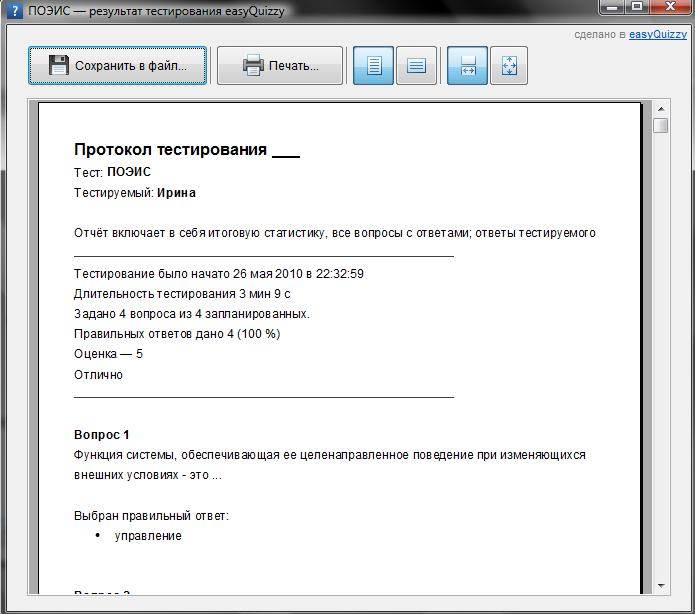 ПОЭИС — результат тестирования easyQuizzy
сделано в easyQuizzy
Сохранить в файл...
Печать...
Протокол тестирования ___
Тест: ПОЭИС
Тестируемый: Ирина
Отчёт включает в себя итоговую статистику, все вопросы с ответами; ответы тестируемого
Тестирование было начато 26 мая 2010 в 22:32:59
Длительность тестирования 3 мин 9 с
Задано 4 вопроса из 4 запланированных.
Правильных ответов дано 4 (100 %)
Оценка — 5
Отлично
Вопрос 1
Функция системы, обеспечивающая ее целенаправленное поведение при изменяющихся
внешних условиях - это ...
Выбран правильный ответ:
• управление